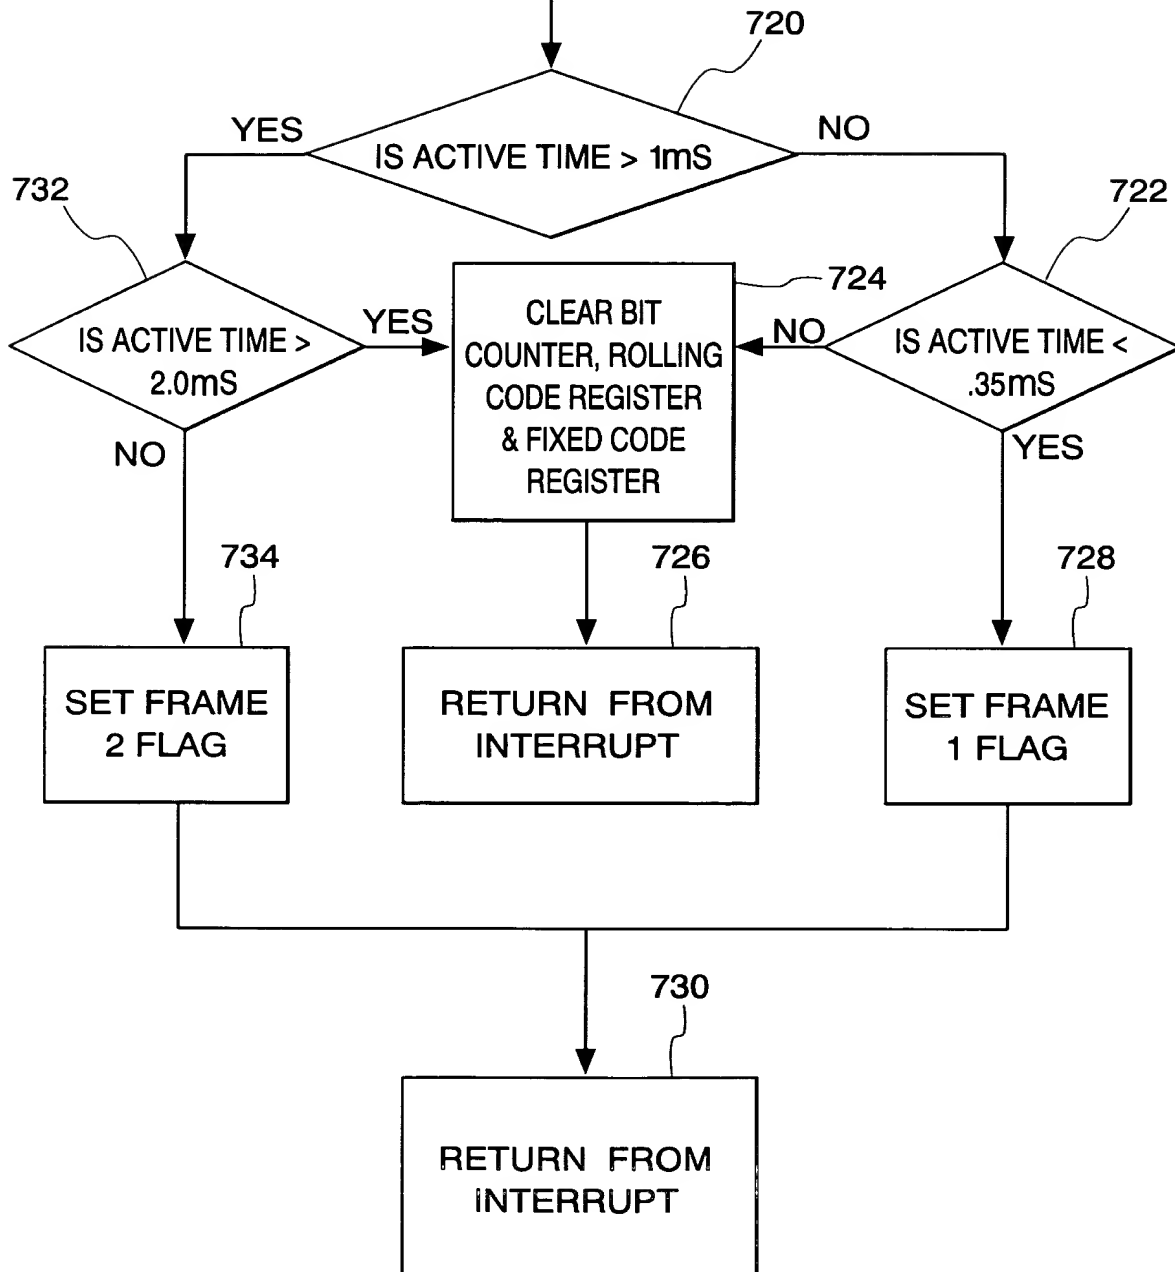 720
YES
NO
IS ACTIVE TIME > 1mS
732
722
724
IS ACTIVE TIME >
2.0mS
YES
CLEAR BIT
COUNTER, ROLLING
CODE REGISTER
& FIXED CODE
REGISTER
NO
IS ACTIVE TIME <
.35mS
NO
YES
734
726
728
SET FRAME
2 FLAG
RETURN FROM
INTERRUPT
SET FRAME
1 FLAG
730
RETURN FROM
INTERRUPT